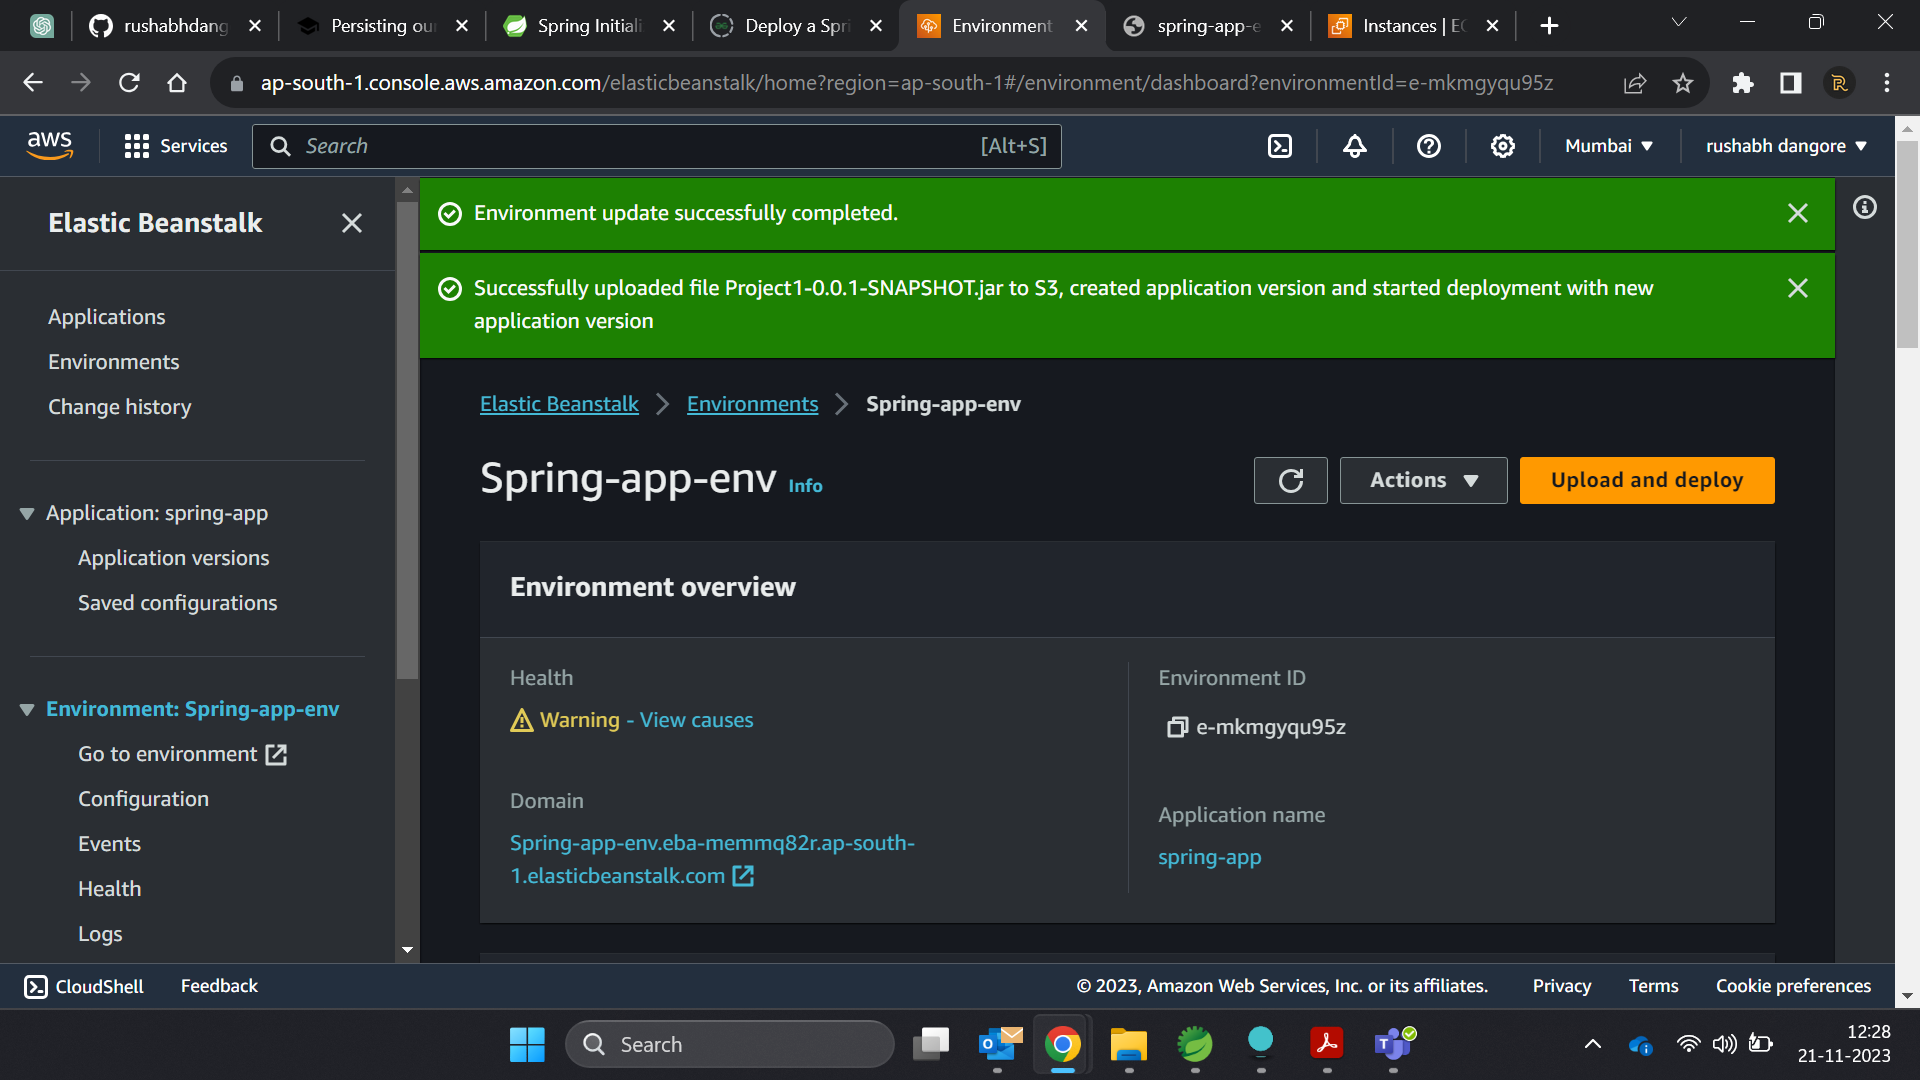 rushabhdang
Persisting ou
Spring Initiali
Deploy a Spri
Environment
spring-app-e
Instances | EC
ap-south-1.console.aws.amazon.com/elasticbeanstalk/home?region=ap-south-1#/environment/dashboard?environmentId=e-mkmgyqu95z
R
aws
Services
Search
[Alt+S]
Mumbai
rushabh dangore
Elastic Beanstalk
Applications
Environments
Change history
Application: spring-app
Application versions
Saved configurations
Environment: Spring-app-env
Go to environment
Configuration
Events
Health
Logs
Environment update successfully completed.
Successfully uploaded file Project1-0.0.1-SNAPSHOT.jar to S3, created application version and started deployment with new
application version
Elastic Beanstalk
Environments
Spring-app-env
Spring-app-env Info
Actions
Upload and deploy
Environment overview
Health
Warning - View causes
Domain
Spring-app-env.eba-memmq82r.ap-south-
1.elasticbeanstalk.com
Environment ID
e-mkmgyqu95z
Application name
spring-app
CloudShell
Feedback
© 2023, Amazon Web Services, Inc. or its affiliates.
Privacy
Terms
Cookie preferences
Search
12:28
21-11-2023